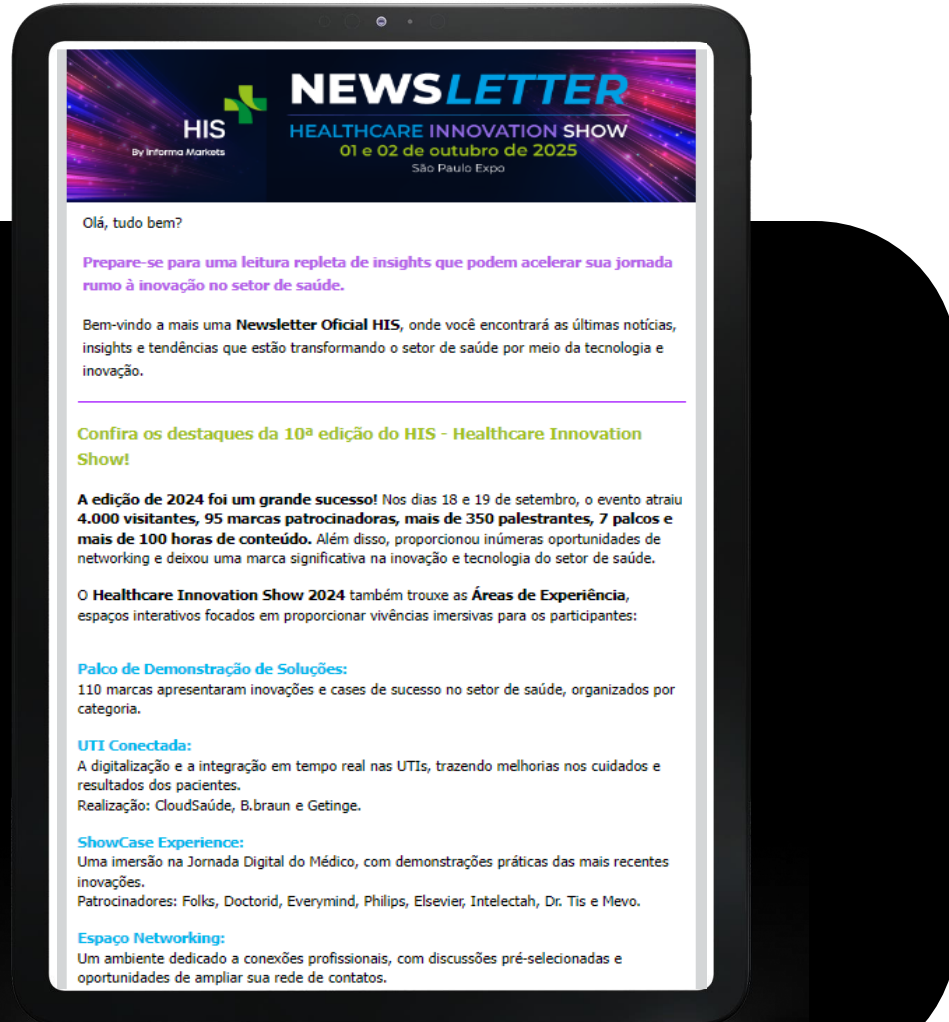 NEWSLETTER
HIS
By Informa Markets
HEALTHCARE INNOVATION SHOW
01 e 02 de outubro de 2025
São Paulo Expo
Olá, tudo bem?
Prepare-se para uma leitura repleta de insights que podem acelerar sua jornada
rumo à inovação no setor de saúde.
Bem-vindo a mais uma Newsletter Oficial HIS, onde você encontrará as últimas notícias,
insights e tendências que estão transformando o setor de saúde por meio da tecnologia e
inovação.
Confira os destaques da 10ª edição do HIS - Healthcare Innovation
Show!
A edição de 2024 foi um grande sucesso! Nos dias 18 e 19 de setembro, o evento atraiu
4.000 visitantes, 95 marcas patrocinadoras, mais de 350 palestrantes, 7 palcos e
mais de 100 horas de conteúdo. Além disso, proporcionou inúmeras oportunidades de
networking e deixou uma marca significativa na inovação e tecnologia do setor de saúde.
O Healthcare Innovation Show 2024 também trouxe as Áreas de Experiência,
espaços interativos focados em proporcionar vivências imersivas para os participantes:
Palco de Demonstração de Soluções:
110 marcas apresentaram inovações e cases de sucesso no setor de saúde, organizados por
categoria.
UTI Conectada:
A digitalização e a integração em tempo real nas UTIs, trazendo melhorias nos cuidados e
resultados dos pacientes.
Realização: CloudSaúde, B.braun e Getinge.
ShowCase Experience:
Uma imersão na Jornada Digital do Médico, com demonstrações práticas das mais recentes
inovações.
Patrocinadores: Folks, Doctorid, Everymind, Philips, Elsevier, Intelectah, Dr. Tis e Mevo.
Espaço Networking:
Um ambiente dedicado a conexões profissionais, com discussões pré-selecionadas e
oportunidades de ampliar sua rede de contatos.